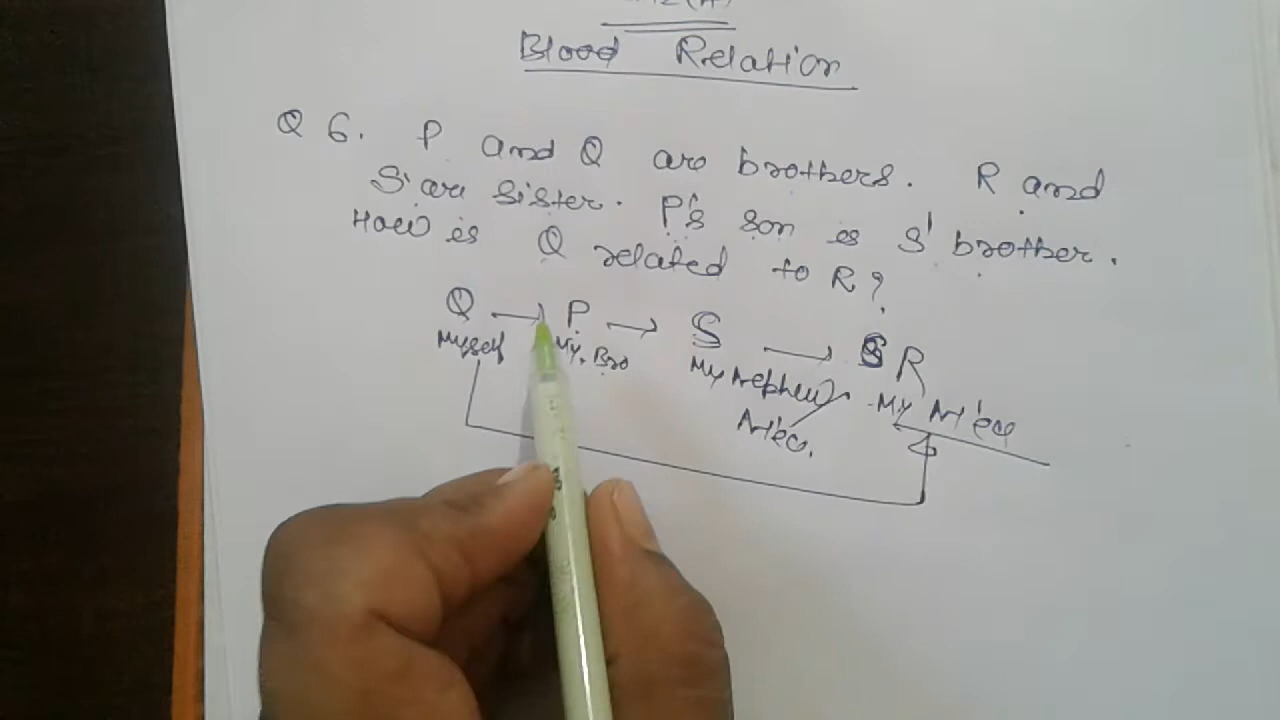 Blood Relation
Q 6. P and Q are brothers. R and
S are sister. P's son is S' brother.
How is Q related to R?
Q → P → S → R
Myself My Bro My Nephew My Niece
Niece.